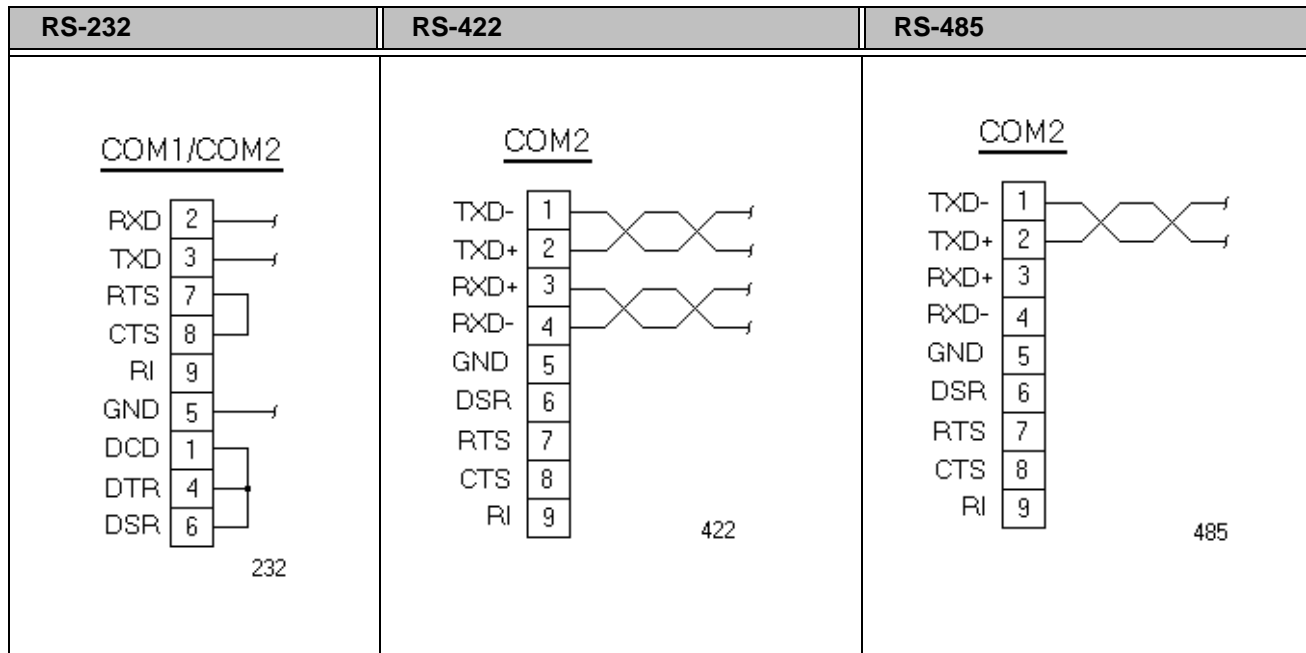 RS-232
RS-422
RS-485
COM1/COM2
RXD 2
TXD 3
RTS 7
CTS 8
RI 9
GND 5
DCD 1
DTR 4
DSR 6
232
COM2
TXD- 1
TXD+ 2
RXD+ 3
RXD- 4
GND 5
DSR 6
RTS 7
CTS 8
RI 9
422
COM2
TXD- 1
TXD+ 2
RXD+ 3
RXD- 4
GND 5
DSR 6
RTS 7
CTS 8
RI 9
485